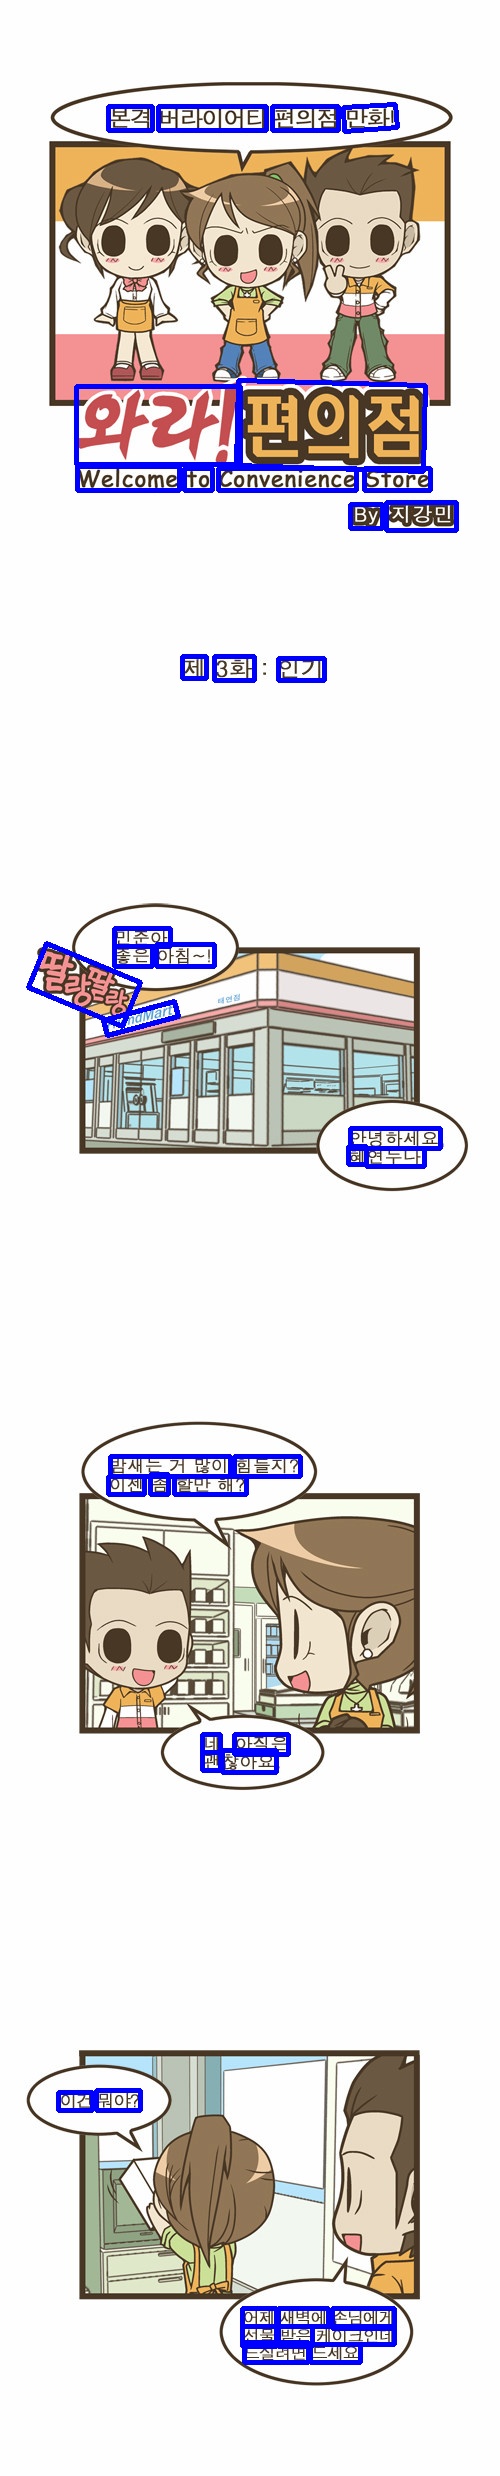 본격 버라이어티 편의점 만화!
와라! 편의점
Welcome to Convenience Store
By 지강민
제 3화 : 인기
민준아
좋은 아침~!
딸랑딸랑
태연점
안녕하세요
혜연누나
밤새는 거 많이 힘들지?
이젠 좀 할만 해?
네.. 아직은
괜찮아요
이건 뭐야?
어제 새벽에 손님에게
선물 받은 케이크인데
드실려면 드세요